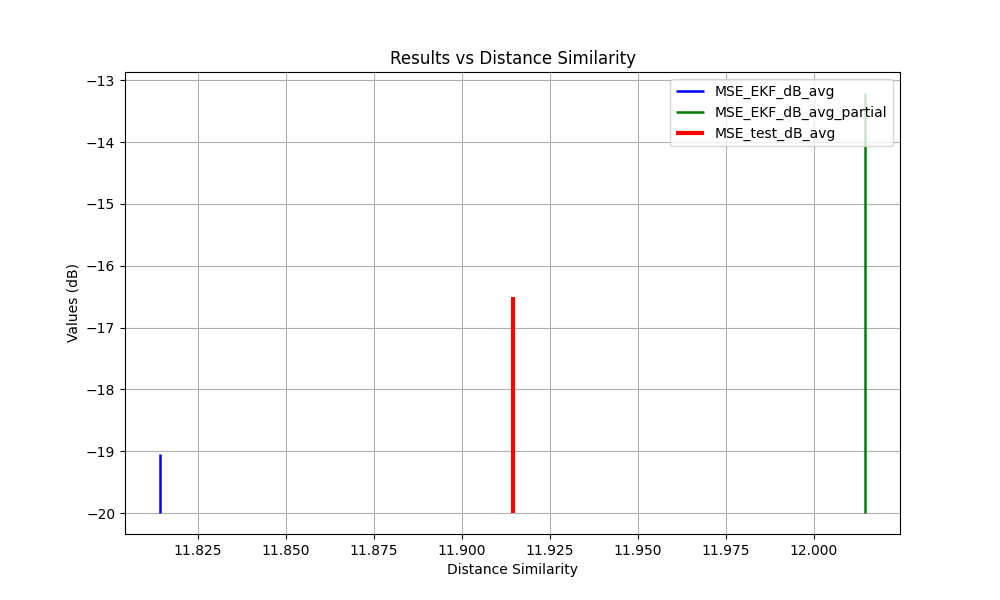 Results vs Distance Similarity
MSE_EKF_dB_avg
MSE_EKF_dB_avg_partial
MSE_test_dB_avg
Values (dB)
−13
−14
−15
−16
−17
−18
−19
−20
11.825 11.850 11.875 11.900 11.925 11.950 11.975 12.000
Distance Similarity